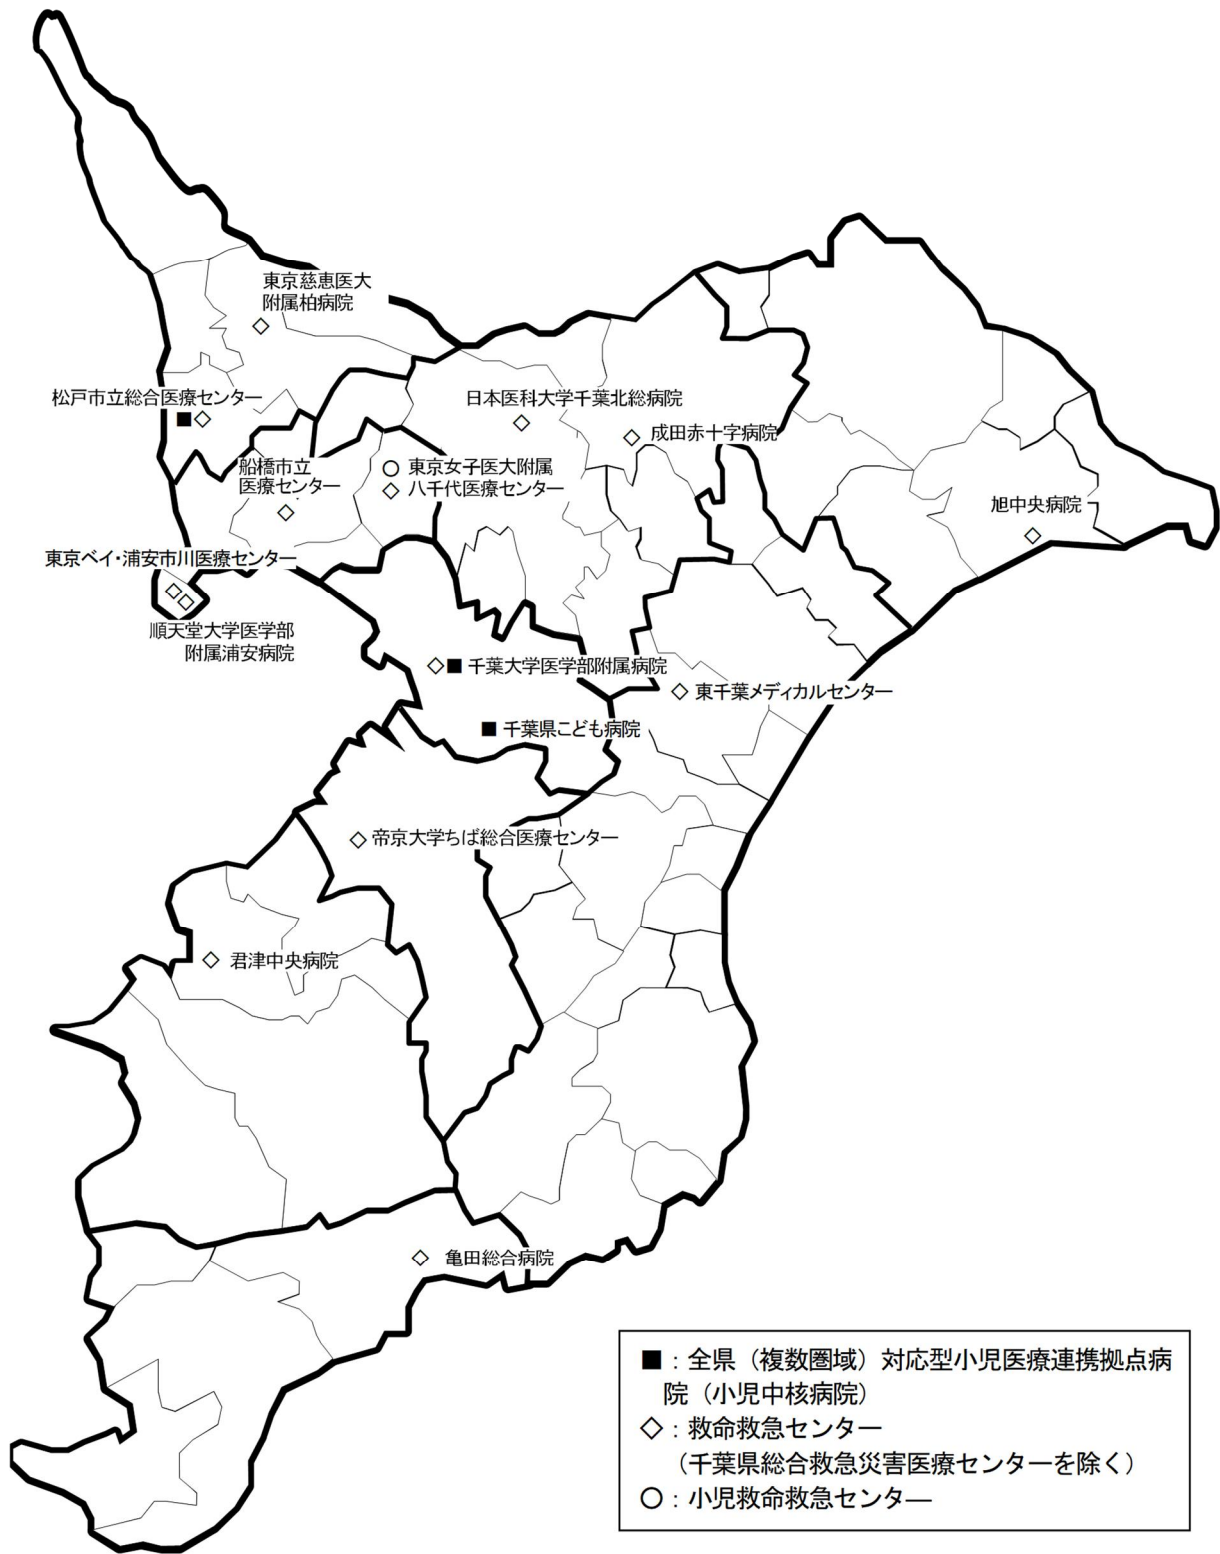 東京慈恵医大
附属柏病院
松戸市立総合医療センター
日本医科大学千葉北総病院
成田赤十字病院
船橋市立
医療センター
東京女子医大附属
八千代医療センター
旭中央病院
東京ベイ・浦安市川医療センター
順天堂大学医学部
附属浦安病院
千葉大学医学部附属病院
東千葉メディカルセンター
千葉県こども病院
帝京大学ちば総合医療センター
君津中央病院
亀田総合病院
■：全県（複数圏域）対応型小児医療連携拠点病
院（小児中核病院）
◇：救命救急センター
（千葉県総合救急災害医療センターを除く）
○：小児救命救急センター